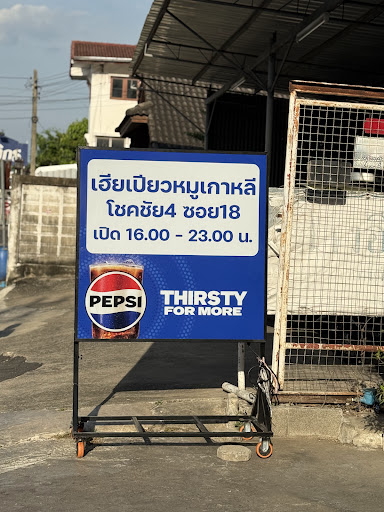 เฮียเปียวหมูเกาหลี
โชคชัย4 ซอย18
เปิด 16.00 - 23.00 น.
PEPSI
THIRSTY
FOR MORE